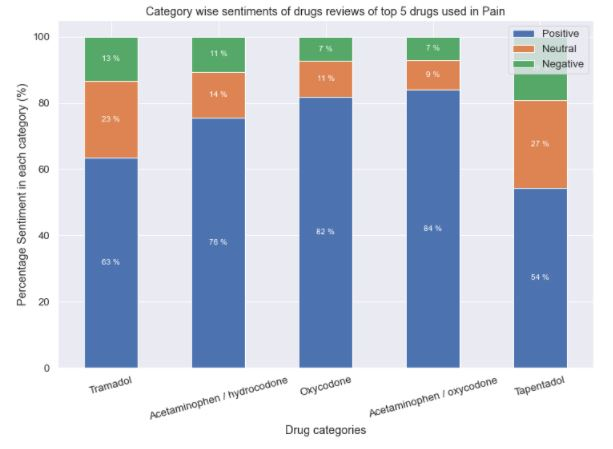 Category wise sentiments of drugs reviews of top 5 drugs used in Pain
Percentage Sentiment in each category (%)
100
80
60
40
20
0
Positive
Neutral
Negative
13 %
23 %
63 %
11 %
14 %
76 %
7 %
11 %
82 %
7 %
9 %
84 %
27 %
54 %
Tramadol
Acetaminophen / hydrocodone
Oxycodone
Acetaminophen / oxycodone
Tapentadol
Drug categories